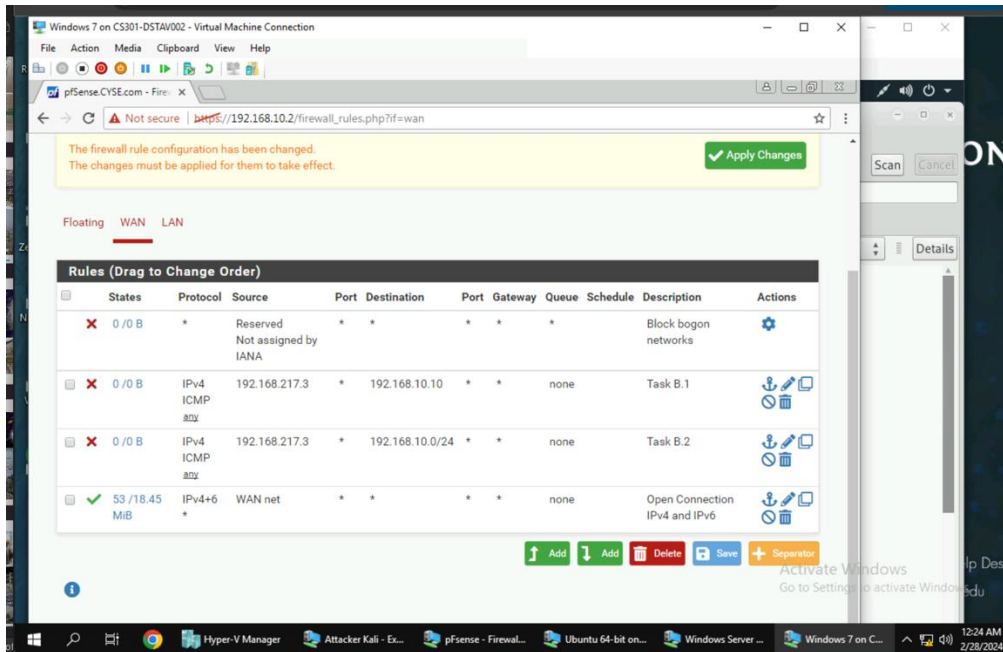 Windows 7 on CS301-DSTAV002 - Virtual Machine Connection
File Action Media Clipboard View Help
pfSense.CYSE.com - Firew
Not secure https://192.168.10.2/firewall_rules.php?if=wan
The firewall rule configuration has been changed.
The changes must be applied for them to take effect.
Apply Changes
Scan Cancel
ON
Floating WAN LAN
Details
Rules (Drag to Change Order)
States Protocol Source Port Destination Port Gateway Queue Schedule Description Actions
0 /0 B * Reserved * * * * * Block bogon
Not assigned by networks
IANA
0 /0 B IPv4 192.168.217.3 * 192.168.10.10 * * none Task B.1
ICMP
any
0 /0 B IPv4 192.168.217.3 * 192.168.10.0/24 * * none Task B.2
ICMP
any
53 /18.45 IPv4+6 WAN net * * * * none Open Connection
MiB * IPv4 and IPv6
Add Add Delete Save Separator
Activate Windows
Go to Settings to activate Windows
lp Des
edu
Hyper-V Manager Attacker Kali - Ex... pFsense - Firewal... Ubuntu 64-bit on... Windows Server ... Windows 7 on C... 12:24 AM
2/28/2024